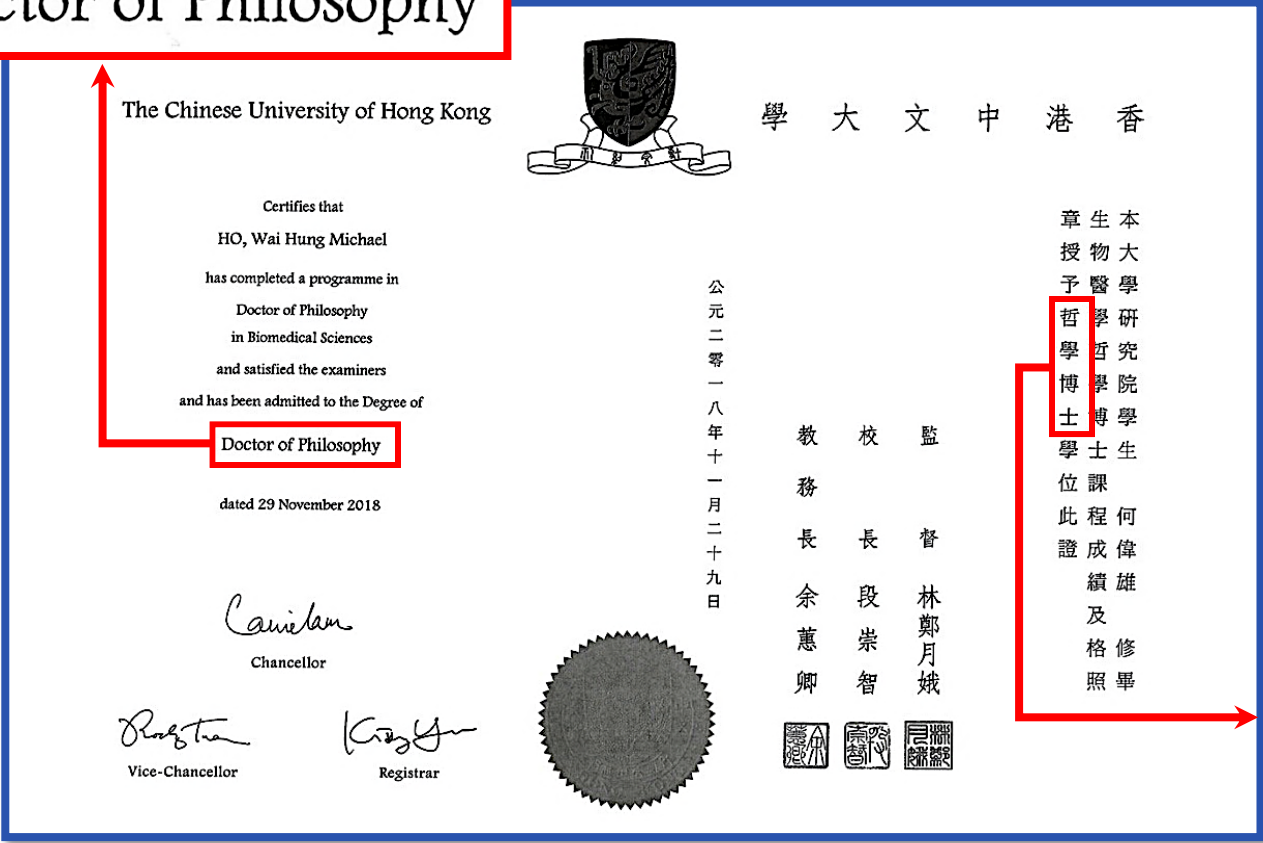 ctor of Philosophy
The Chinese University of Hong Kong
Certifies that
HO, Wai Hung Michael
has completed a programme in
Doctor of Philosophy
in Biomedical Sciences
and satisfied the examiners
and has been admitted to the Degree of
Doctor of Philosophy
dated 29 November 2018
Chancellor
Vice-Chancellor
Registrar
香港中文大學
本大學研究院學生 何偉雄 修畢
生物醫學哲學博士課程成績及格照
章授予哲學博士學位此證
監督 林鄭月娥
校長 段崇智
教務長 余蕙卿
公元二零一八年十一月二十九日